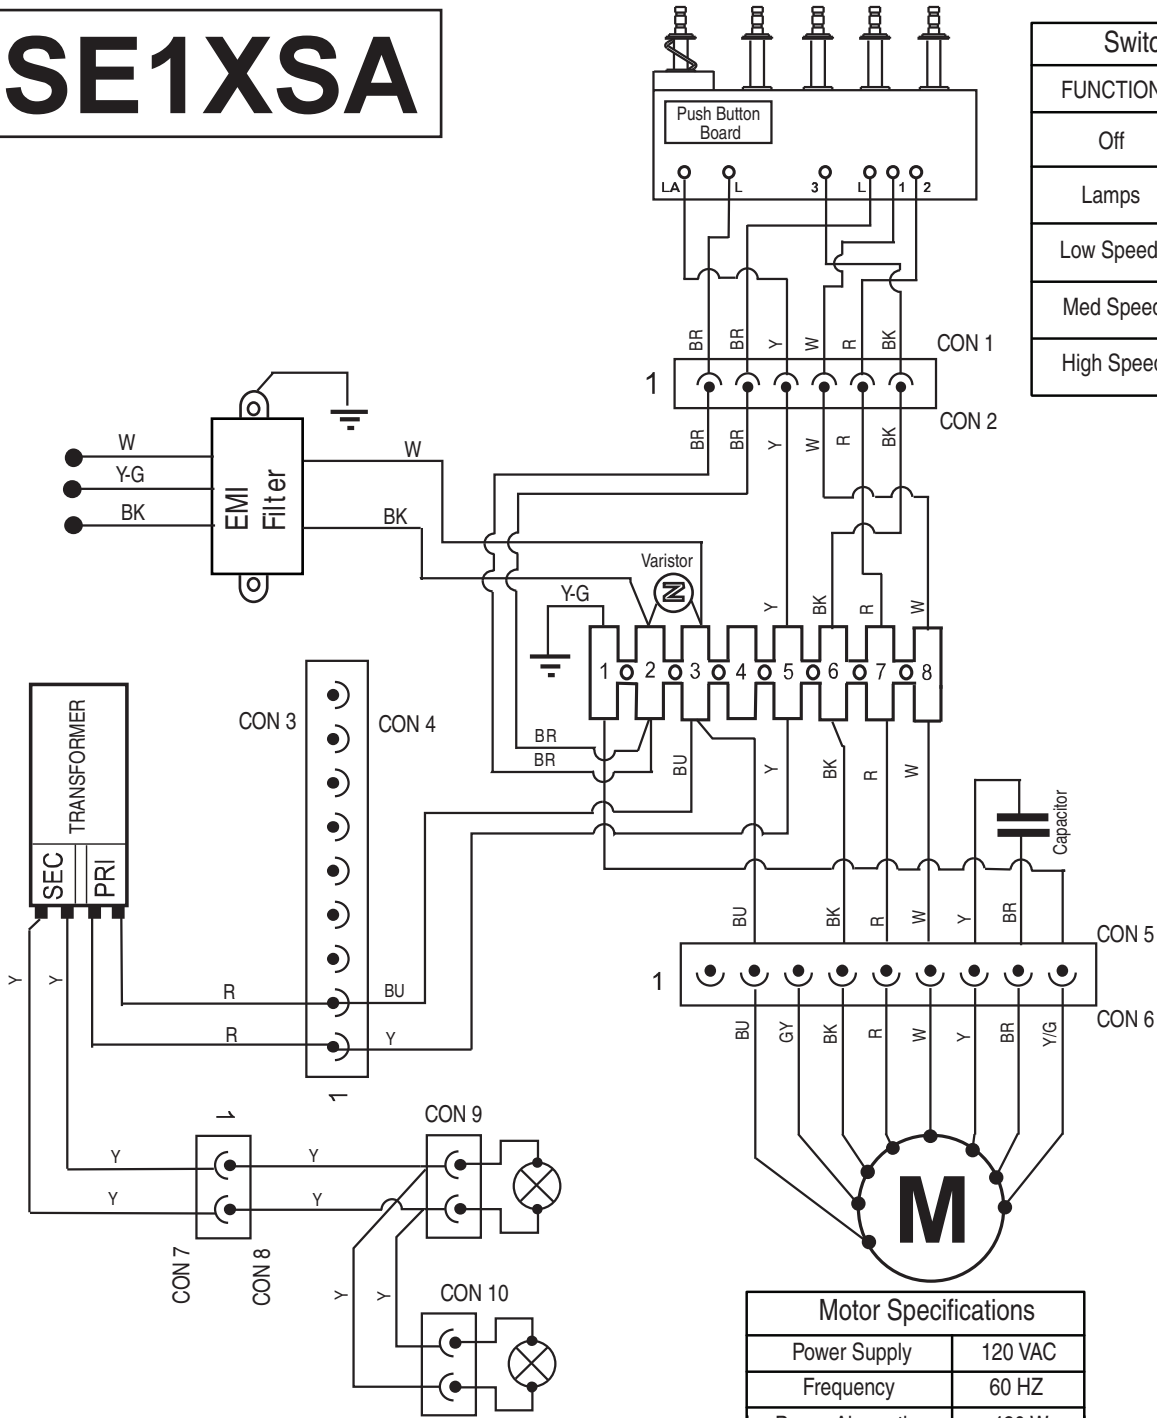 SE1XSA
Push Button
Board
LA
L
3
L
1
2
FUNCTION
Off
Lamps
Low Speed
Med Speed
High Speed
BR
BR
Y
W
R
BK
CON 1
1
CON 2
BR
BR
Y
W
R
BK
W
Y-G
BK
EMI
Filter
W
BK
Varistor
N
Y-G
Y
BK
R
W
1
2
3
4
5
6
7
8
TRANSFORMER
SEC
PRI
CON 3
CON 4
BR
BR
BU
Y
BK
R
W
Capacitor
BU
BK
R
W
Y
BR
CON 5
1
CON 6
BU
GY
BK
R
W
Y
BR
Y/G
Y
Y
R
BU
R
Y
1
1
CON 9
Y
Y
Y
Y
CON 7
CON 8
Y
Y
CON 10
M
Motor Specifications
Power Supply
120 VAC
Frequency
60 HZ